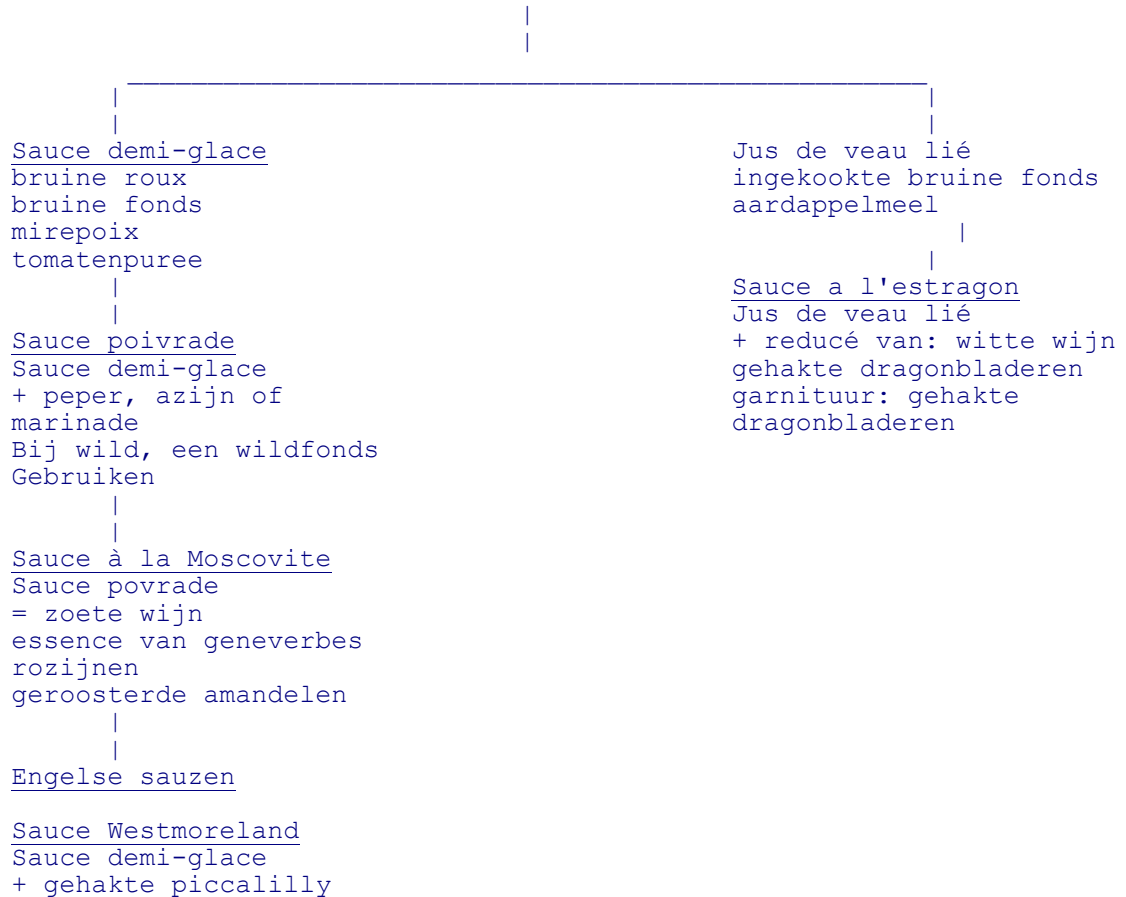 Sauce demi-glace
bruine roux
bruine fonds
mirepoix
tomatenpuree
Sauce poivrade
Sauce demi-glace
+ peper, azijn of
marinade
Bij wild, een wildfonds
Gebruiken
Sauce à la Moscovite
Sauce povrade
= zoete wijn
essence van geneverbes
rozijnen
geroosterde amandelen
Engelse sauzen
Sauce Westmoreland
Sauce demi-glace
+ gehakte piccalilly
Jus de veau lié
ingekookte bruine fonds
aardappelmeel
Sauce a l'estragon
Jus de veau lié
+ reducé van: witte wijn
gehakte dragonbladeren
garnituur: gehakte
dragonbladeren